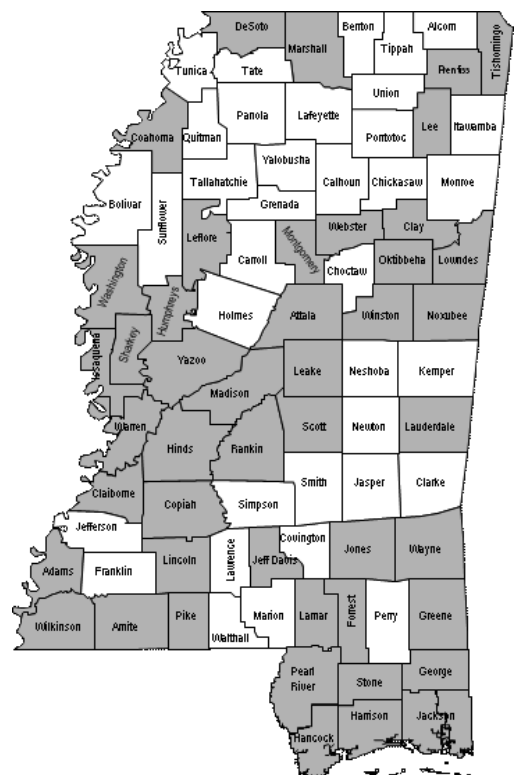 DeSoto
Benton
Alcorn
Tishomingo
Marshall
Tippah
Tunica
Tate
Prentiss
Union
Panola
Lafeyette
Coahoma
Quitman
Pontotoc
Lee
Itawamba
Yalobusha
Tallahatchie
Calhoun
Chickasaw
Monroe
Bolivar
Sunflower
Grenada
Leflore
Montgomery
Webster
Clay
Carroll
Choctaw
Oktibbeha
Lowndes
Washington
Humphreys
Holmes
Attala
Winston
Noxubee
Issaquena
Sharkey
Yazoo
Leake
Neshoba
Kemper
Madison
Warren
Hinds
Rankin
Scott
Newton
Lauderdale
Claiborne
Copiah
Simpson
Smith
Jasper
Clarke
Jefferson
Covington
Adams
Franklin
Lincoln
Lawrence
Jeff Davis
Jones
Wayne
Wilkinson
Amite
Pike
Walthall
Marion
Lamar
Forrest
Perry
Greene
Pearl
River
Stone
George
Hancock
Harrison
Jackson